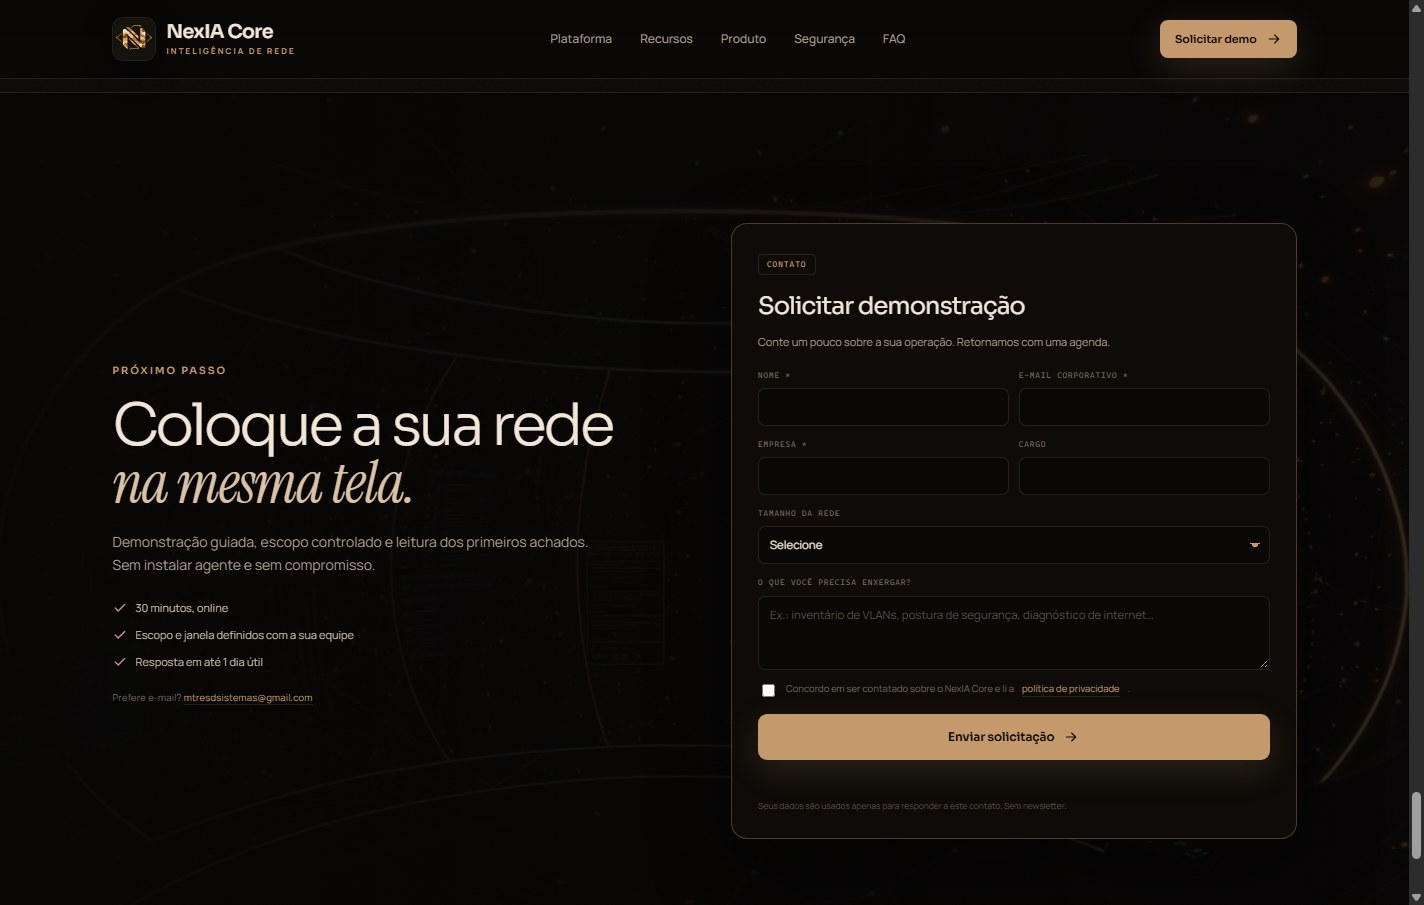 NexIA Core
INTELIGÊNCIA DE REDE
Plataforma
Recursos
Produto
Segurança
FAQ
Solicitar demo
PRÓXIMO PASSO
Coloque a sua rede
na mesma tela.
Demonstração guiada, escopo controlado e leitura dos primeiros achados.
Sem instalar agente e sem compromisso.
30 minutos, online
Escopo e janela definidos com a sua equipe
Resposta em até 1 dia útil
Prefere e-mail? mtresdsistemas@gmail.com
CONTATO
Solicitar demonstração
Conte um pouco sobre a sua operação. Retornamos com uma agenda.
NOME *
E-MAIL CORPORATIVO *
EMPRESA *
CARGO
TAMANHO DA REDE
Selecione
O QUE VOCÊ PRECISA ENXERGAR?
Ex.: inventário de VLANs, postura de segurança, diagnóstico de internet…
Concordo em ser contatado sobre o NexIA Core e li a política de privacidade .
Enviar solicitação
Seus dados são usados apenas para responder a este contato. Sem newsletter.